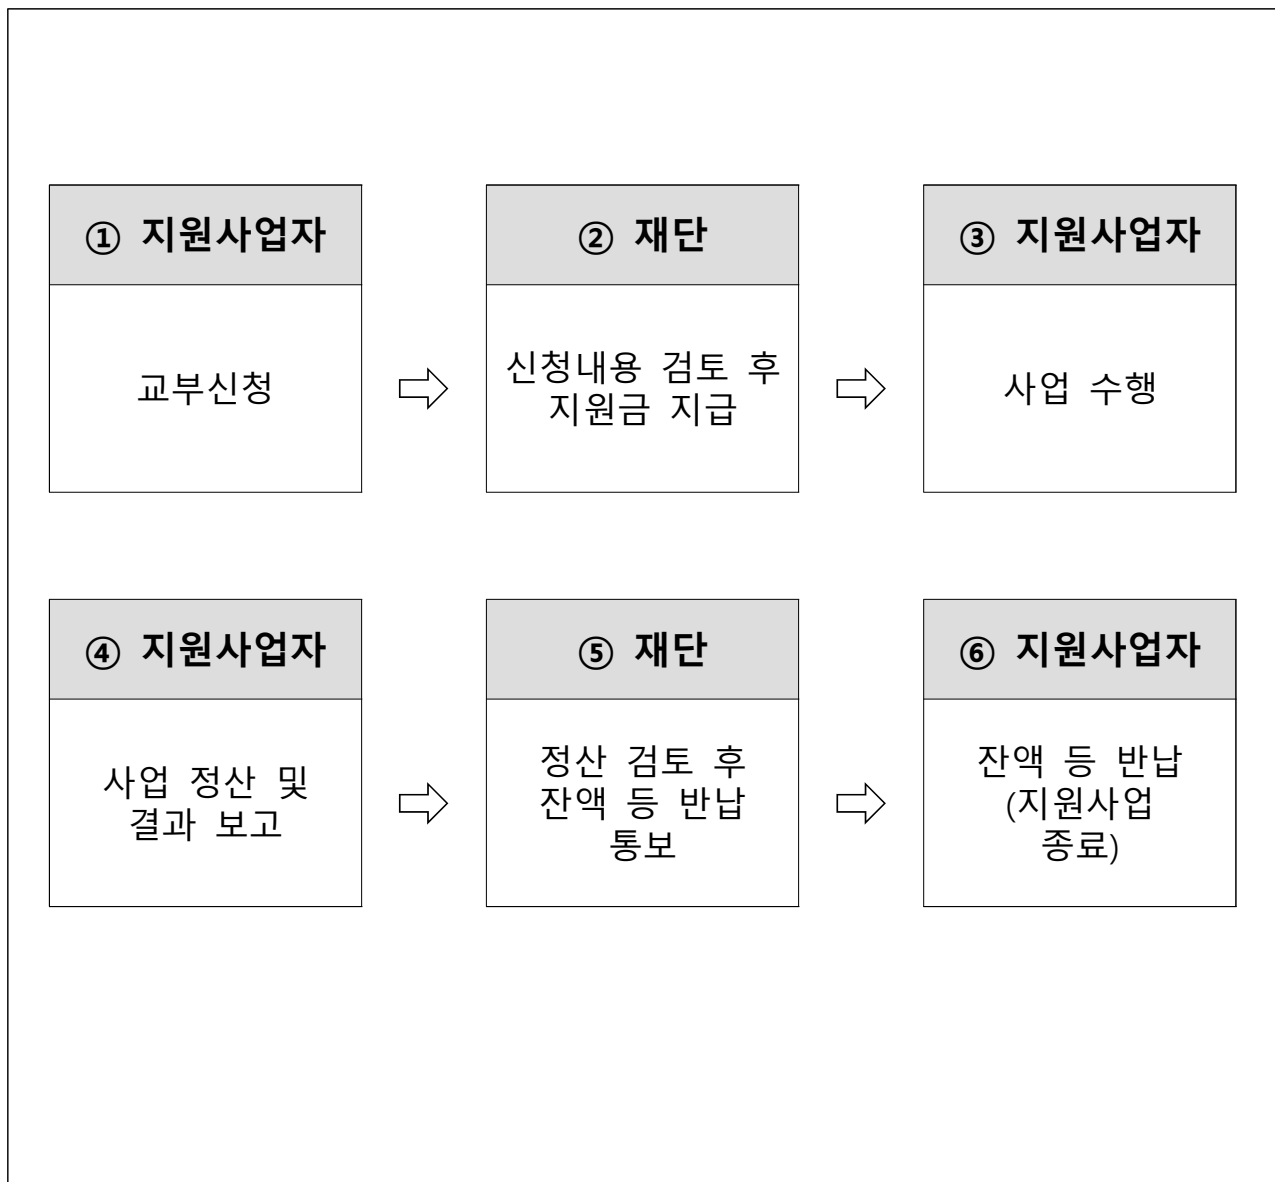 ① 지원사업자
② 재단
③ 지원사업자
교부신청
신청내용 검토 후
지원금 지급
사업 수행
④ 지원사업자
⑤ 재단
⑥ 지원사업자
사업 정산 및
결과 보고
정산 검토 후
잔액 등 반납
통보
잔액 등 반납
(지원사업
종료)